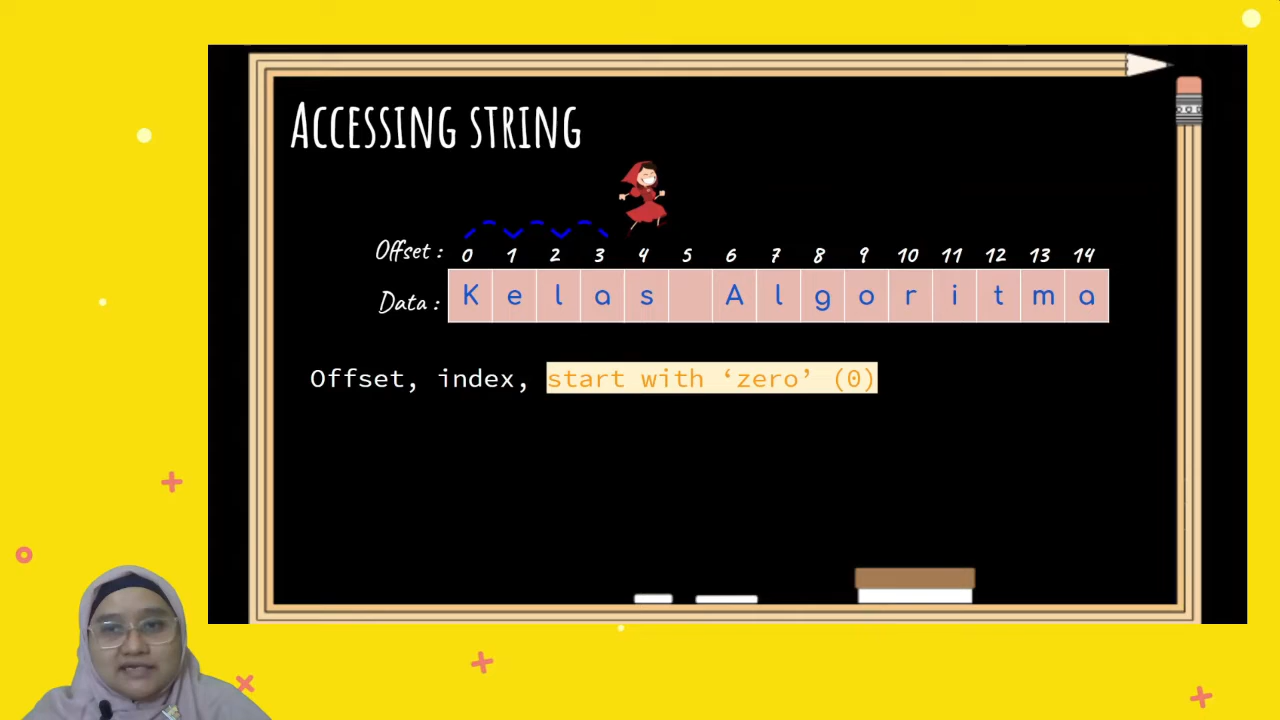 ACCESSING STRING
Offset : 0 1 2 3 4 5 6 7 8 9 10 11 12 13 14
Data : K e l a s A l g o r i t m a
Offset, index, start with ‘zero’ (0)